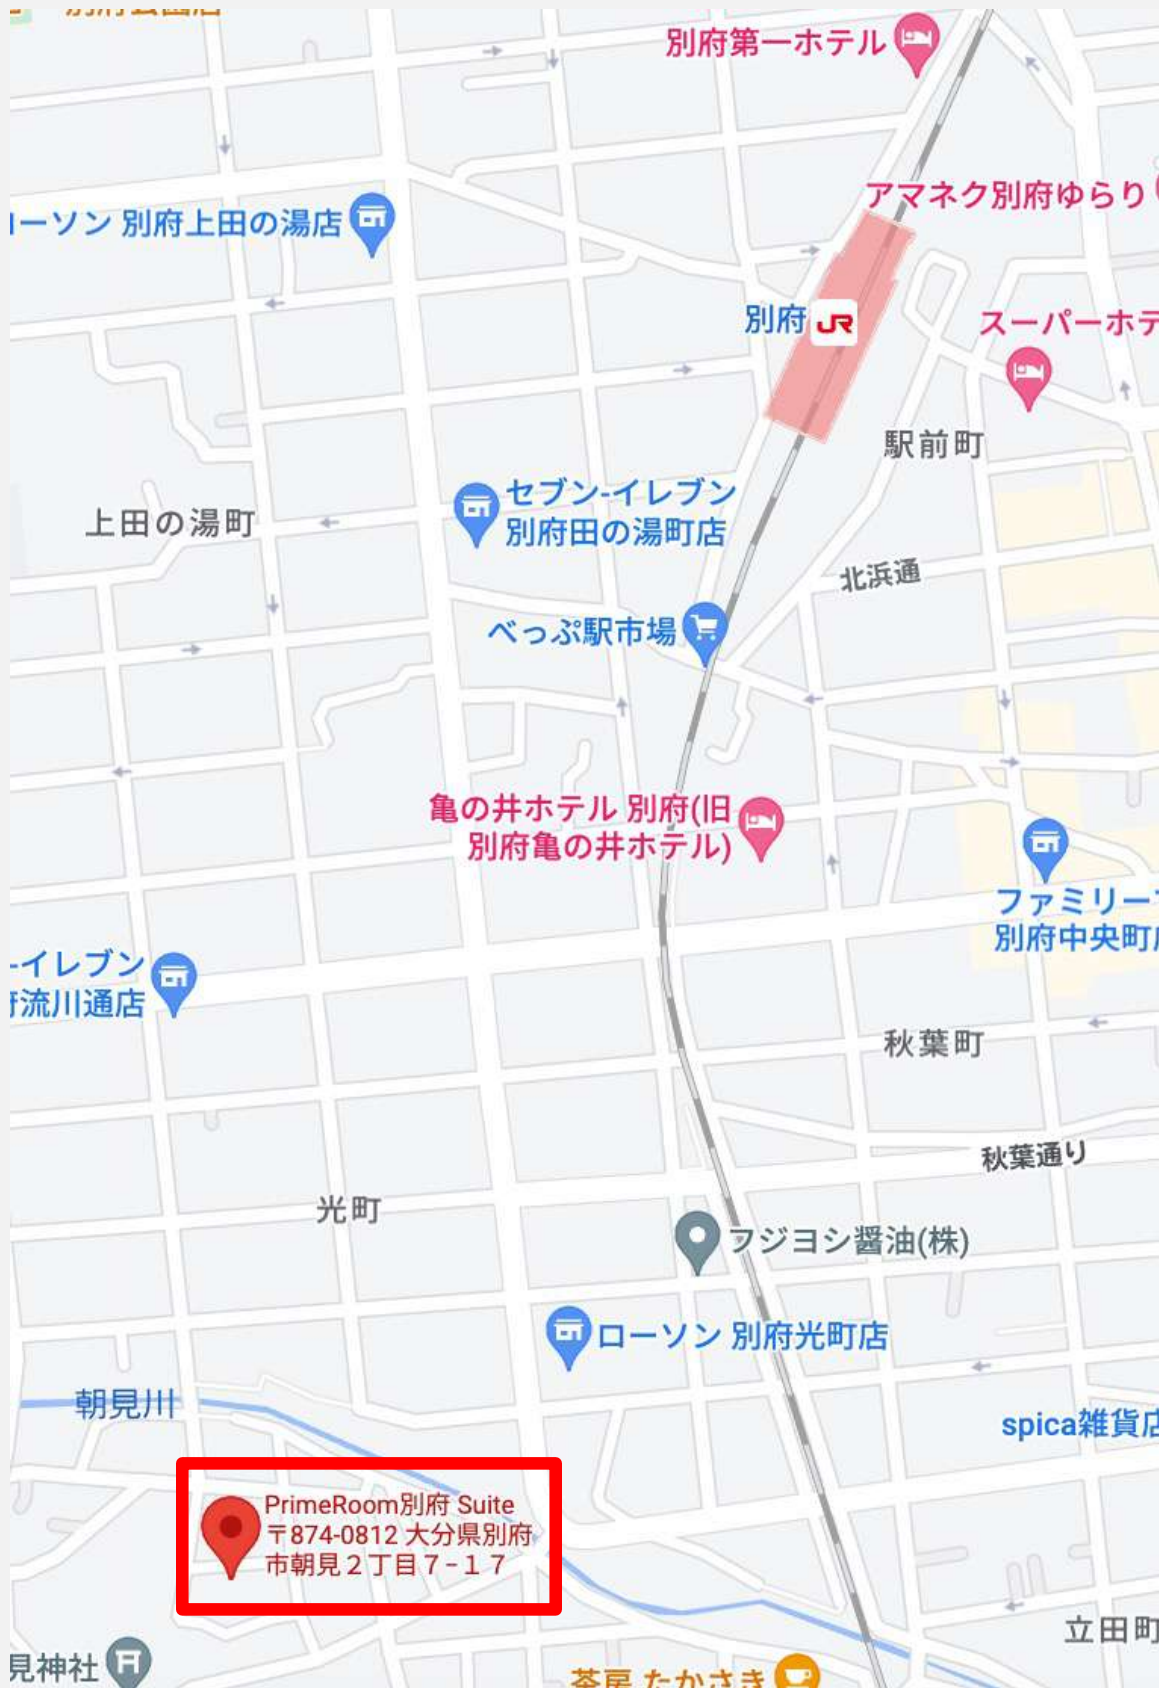 別府第一ホテル
アマネク別府ゆらり
ーソン 別府上田の湯店
別府 JR
スーパーホテ
駅前町
セブン-イレブン
別府田の湯町店
上田の湯町
北浜通
べっぷ駅市場
亀の井ホテル 別府(旧
別府亀の井ホテル)
ファミリー
別府中央町
-イレブン
流川通店
秋葉町
秋葉通り
光町
フジヨシ醤油(株)
ローソン 別府光町店
朝見川
spica雑貨店
PrimeRoom別府 Suite
〒874-0812 大分県別府
市朝見2丁目7-17
立田町
見神社
茶房 たかさき